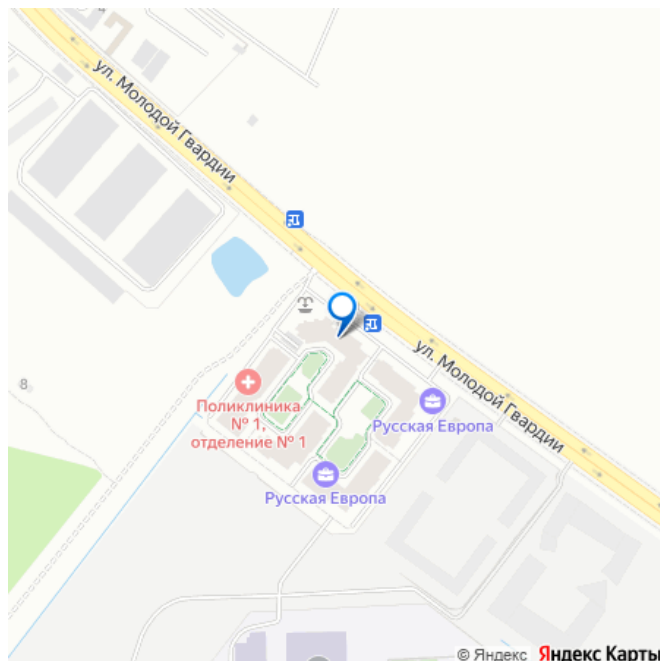 ул. Молодой Гвардии
ул. Молодой Гвардии
8
Поликлиника
№ 1,
отделение № 1
Русская Европа
Русская Европа
© Яндекс Яндекс Карты